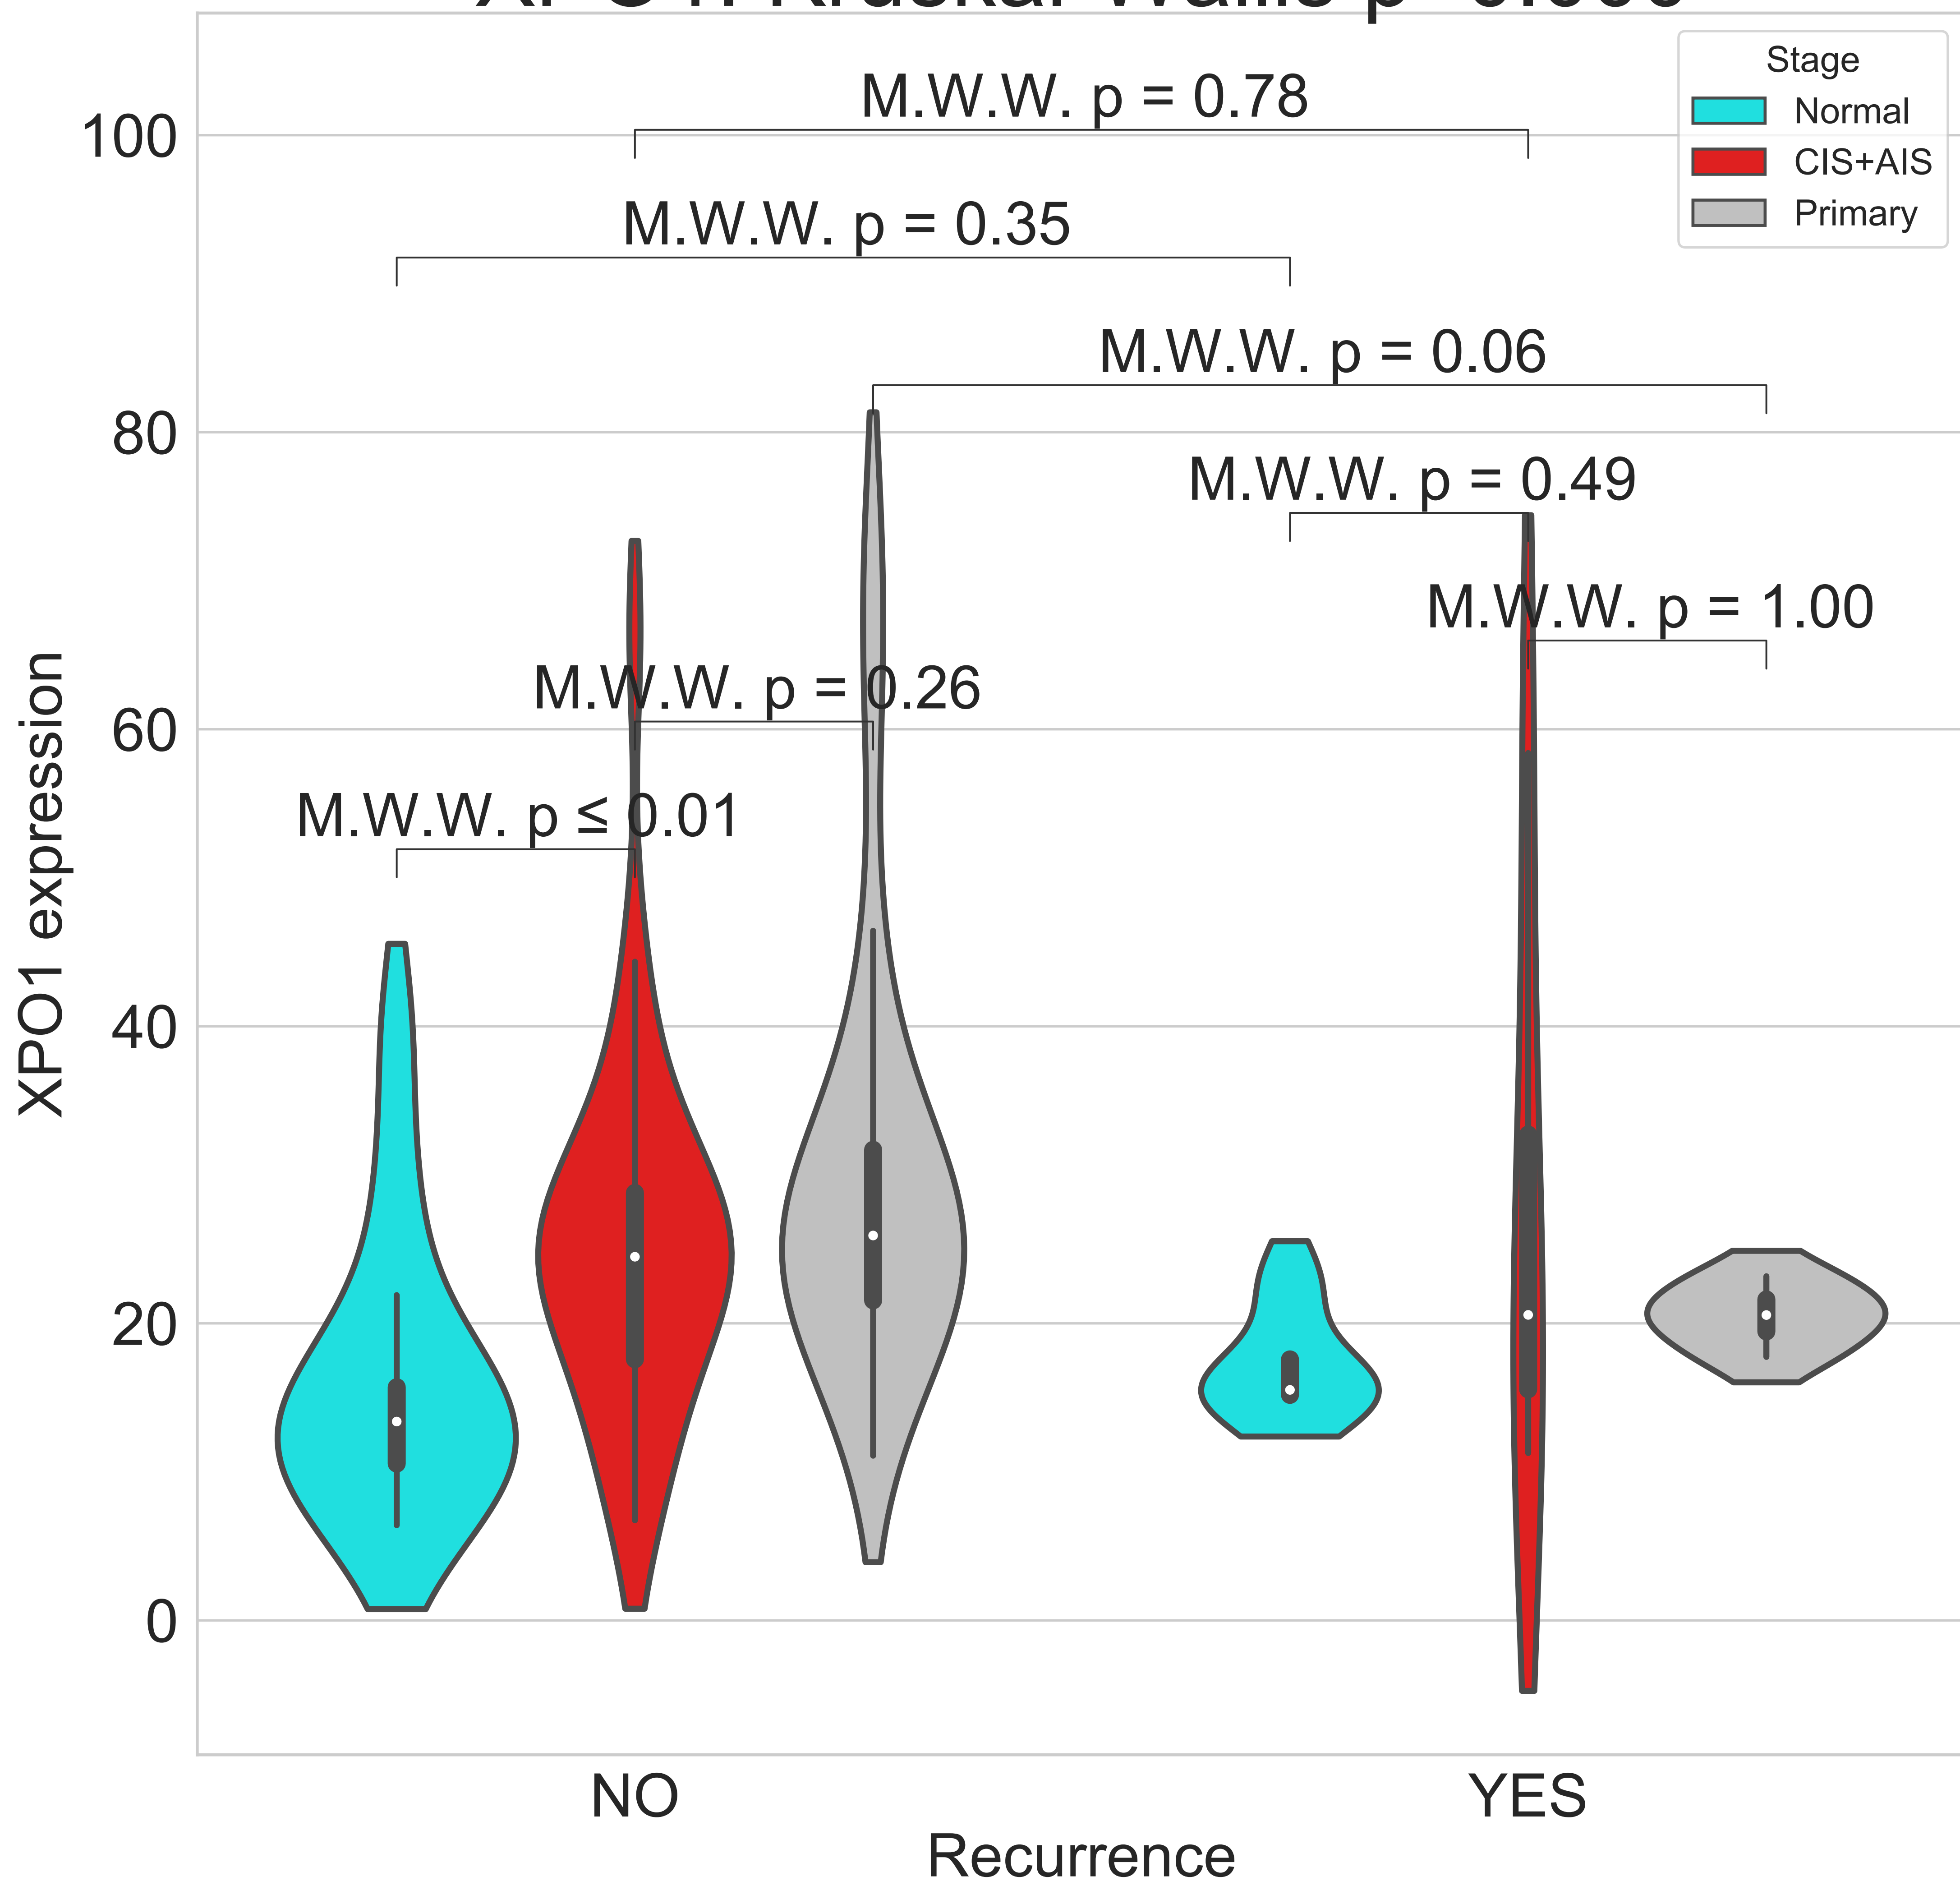 Stage
Normal
CIS+AIS
Primary
M.W.W. p = 0.78
M.W.W. p = 0.35
M.W.W. p = 0.06
M.W.W. p = 0.49
M.W.W. p = 1.00
M.W.W. p = 0.26
M.W.W. p ≤ 0.01
100
80
60
40
20
0
XPO1 expression
NO
YES
Recurrence